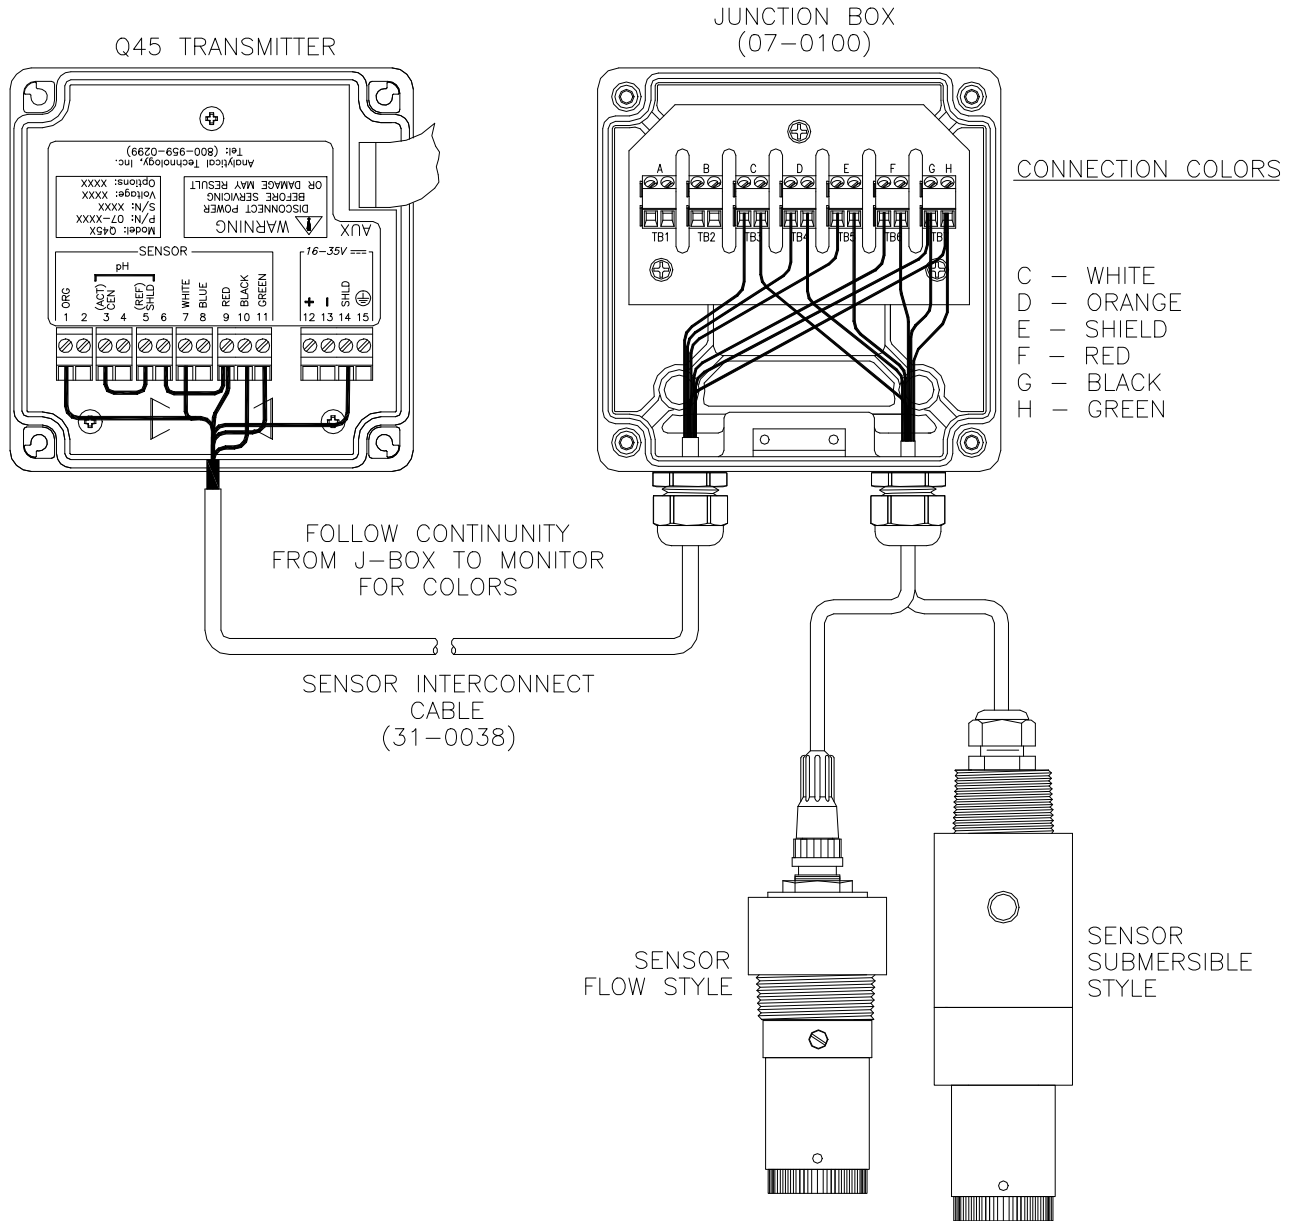 Q45 TRANSMITTER
JUNCTION BOX
(07-0100)
Analytical Technology, Inc.
Tel: (800-959-0299)
Model: Q45X
P/N: 07-XXX-X
S/N: XXXX
Voltage: XXXX
Options: XXXX
WARNING
DISCONNECT POWER
BEFORE SERVICING
OR DAMAGE MAY RESULT
AUX
SENSOR
16-35V
pH
ORG
(ACT)
CEN
(REF)
SHLD
WHITE
BLUE
RED
BLACK
GREEN
+
-
SHLD
1 2 3 4 5 6 7 8 9 10 11 12 13 14 15
A B C D E F G H
TB1 TB2 TB3 TB4 TB5 TB6 TB
CONNECTION COLORS
C - WHITE
D - ORANGE
E - SHIELD
F - RED
G - BLACK
H - GREEN
FOLLOW CONTINUNITY
FROM J-BOX TO MONITOR
FOR COLORS
SENSOR INTERCONNECT
CABLE
(31-0038)
SENSOR
FLOW STYLE
SENSOR
SUBMERSIBLE
STYLE